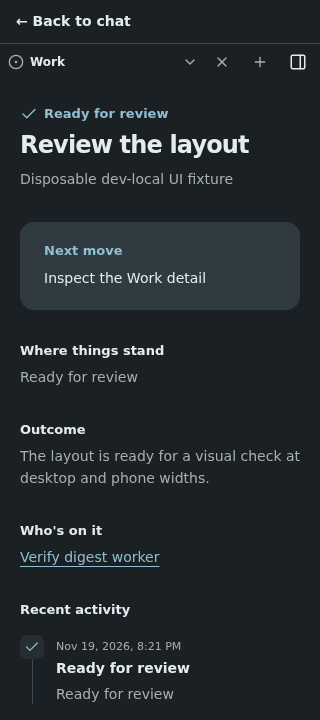 ← Back to chat
Work
Ready for review
Review the layout
Disposable dev-local UI fixture
Next move
Inspect the Work detail
Where things stand
Ready for review
Outcome
The layout is ready for a visual check at
desktop and phone widths.
Who's on it
Verify digest worker
Recent activity
Nov 19, 2026, 8:21 PM
Ready for review
Ready for review